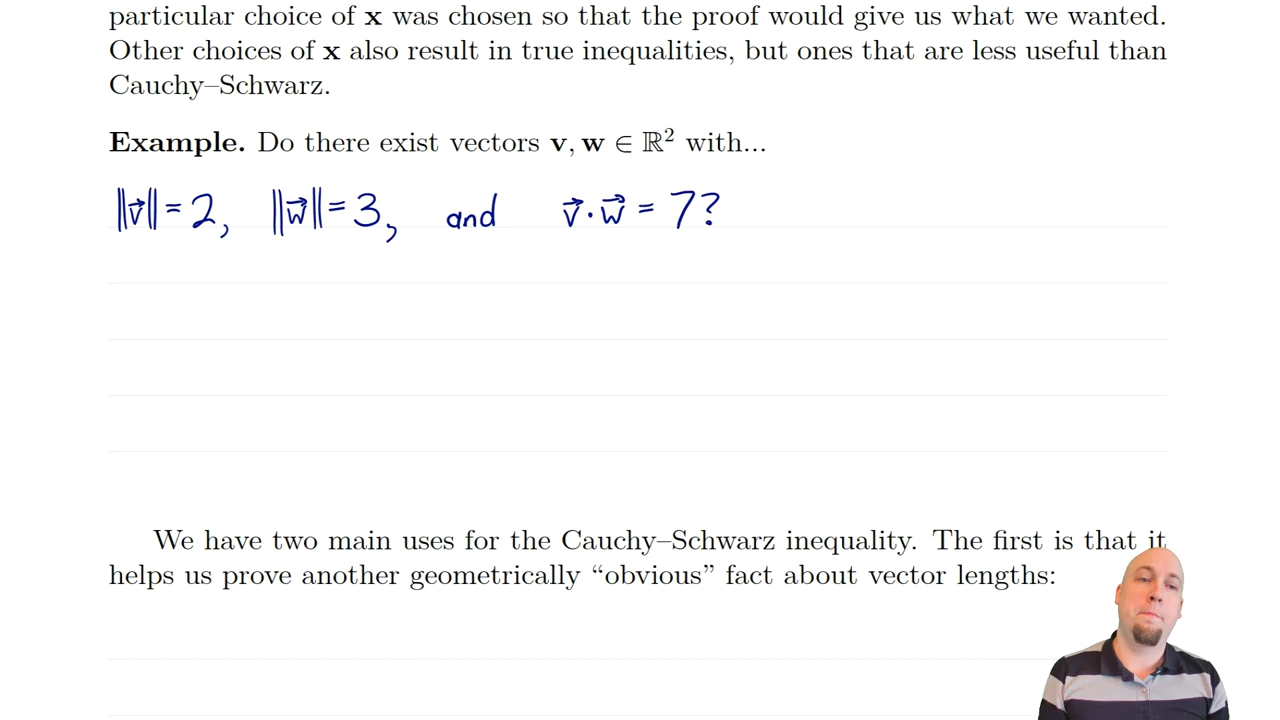 particular choice of x was chosen so that the proof would give us what we wanted.
Other choices of x also result in true inequalities, but ones that are less useful than
Cauchy–Schwarz.
Example. Do there exist vectors v, w ∈ ℝ² with...
‖v⃗‖ = 2, ‖w⃗‖ = 3, and v⃗ · w⃗ = 7?
We have two main uses for the Cauchy–Schwarz inequality. The first is that it
helps us prove another geometrically “obvious” fact about vector lengths: